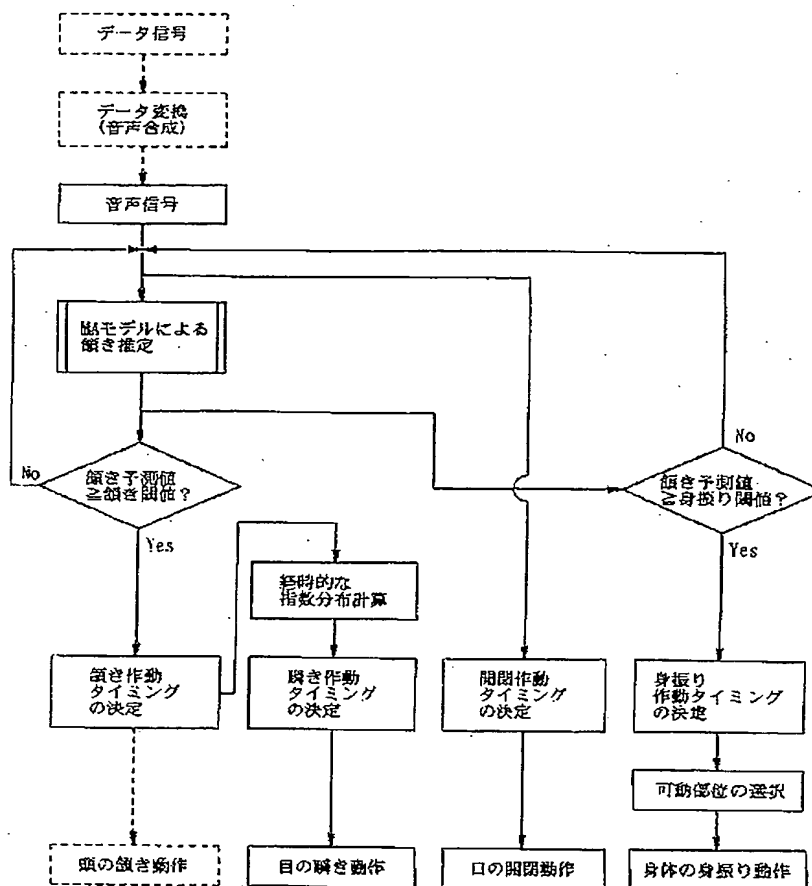 データ信号
データ変換
(音声合成)
音声信号
MAモデルによる
頷き推定
No
頷き予測値
≧頷き閾値?
Yes
No
頷き予測値
≧身振り閾値?
Yes
経時的な
指数分布計算
頷き作動
タイミング
の決定
瞬き作動
タイミング
の決定
開閉作動
タイミング
の決定
身振り
作動タイミング
の決定
可動部位の選択
頭の頷き動作
目の瞬き動作
口の開閉動作
身体の身振り動作